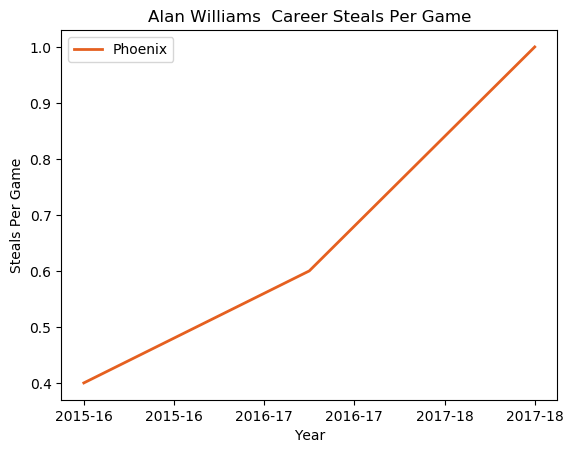 Alan Williams  Career Steals Per Game
Phoenix
1.0
0.9
0.8
0.7
0.6
0.5
0.4
Steals Per Game
2015-16 2015-16 2016-17 2016-17 2017-18 2017-18
Year